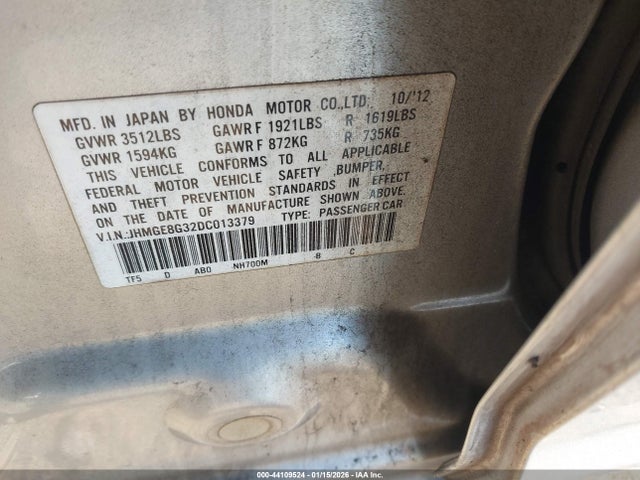 MFD. IN JAPAN BY HONDA MOTOR CO.,LTD. 10/'12
GVWR 3512LBS GAWR F 1921LBS R 1619LBS
GVWR 1594KG GAWR F 872KG R 735KG
THIS VEHICLE CONFORMS TO ALL APPLICABLE
FEDERAL MOTOR VEHICLE SAFETY, BUMPER,
AND THEFT PREVENTION STANDARDS IN EFFECT
ON THE DATE OF MANUFACTURE SHOWN ABOVE.
V.I.N.:JHMGE8G32DC013379 TYPE: PASSENGER CAR
TF5 D AB0 NH700M B C
000-44109524 01/15/2026 IAA Inc.